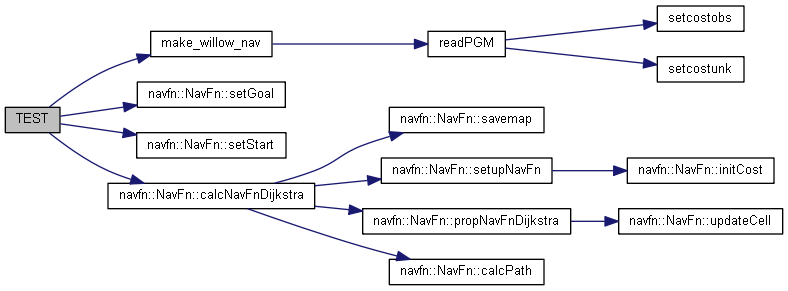 TEST
make_willow_nav
readPGM
setcostobs
setcostunk
navfn::NavFn::setGoal
navfn::NavFn::setStart
navfn::NavFn::calcNavFnDijkstra
navfn::NavFn::savemap
navfn::NavFn::setupNavFn
navfn::NavFn::initCost
navfn::NavFn::propNavFnDijkstra
navfn::NavFn::updateCell
navfn::NavFn::calcPath